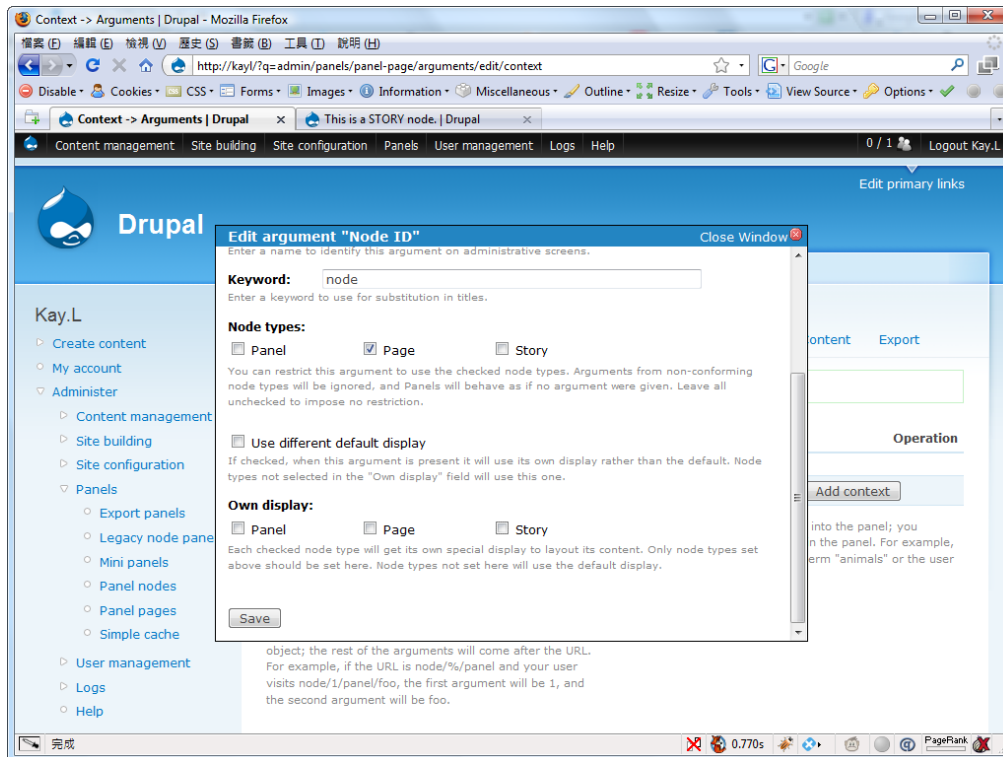 Context -> Arguments | Drupal - Mozilla Firefox
檔案(F) 編輯(E) 檢視(V) 歷史(S) 書籤(B) 工具(T) 說明(H)
http://kayl/?q=admin/panels/panel-page/arguments/edit/context
G Google
Disable Cookies CSS Forms Images Information Miscellaneous Outline Resize Tools View Source Options
Context -> Arguments | Drupal
This is a STORY node. | Drupal
Content management Site building Site configuration Panels User management Logs Help 0 / 1 Logout Kay.L
Edit primary links
Drupal
Edit argument "Node ID" Close Window
Enter a name to identify this argument on administrative screens.
Keyword: node
Enter a keyword to use for substitution in titles.
Node types:
Panel Page Story
You can restrict this argument to use the checked node types. Arguments from non-conforming
node types will be ignored, and Panels will behave as if no argument were given. Leave all
unchecked to impose no restriction.
Use different default display
If checked, when this argument is present it will use its own display rather than the default. Node
types not selected in the "Own display" field will use this one.
Own display:
Panel Page Story
Each checked node type will get its own special display to layout its content. Only node types set
above should be set here. Node types not set here will use the default display.
Save
Kay.L
Create content
My account
Administer
Content management
Site building
Site configuration
Panels
Export panels
Legacy node pane
Mini panels
Panel nodes
Panel pages
Simple cache
User management
Logs
Help
ontent Export
Operation
Add context
into the panel; you
n the panel. For example,
erm "animals" or the user
object; the rest of the arguments will come after the URL.
For example, if the URL is node/%/panel and your user
visits node/1/panel/foo, the first argument will be 1, and
the second argument will be foo.
完成 0.770s PageRank